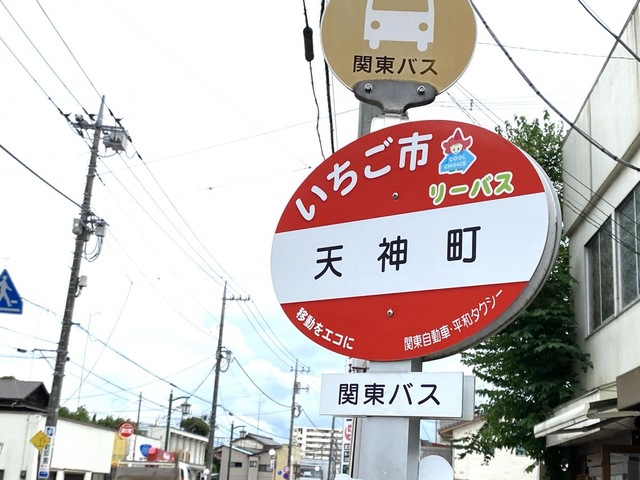 関東バス
いちご市
COOL
CHOICE
リーバス
天神町
移動をエコに
関東自動車・平和タクシー
関東バス